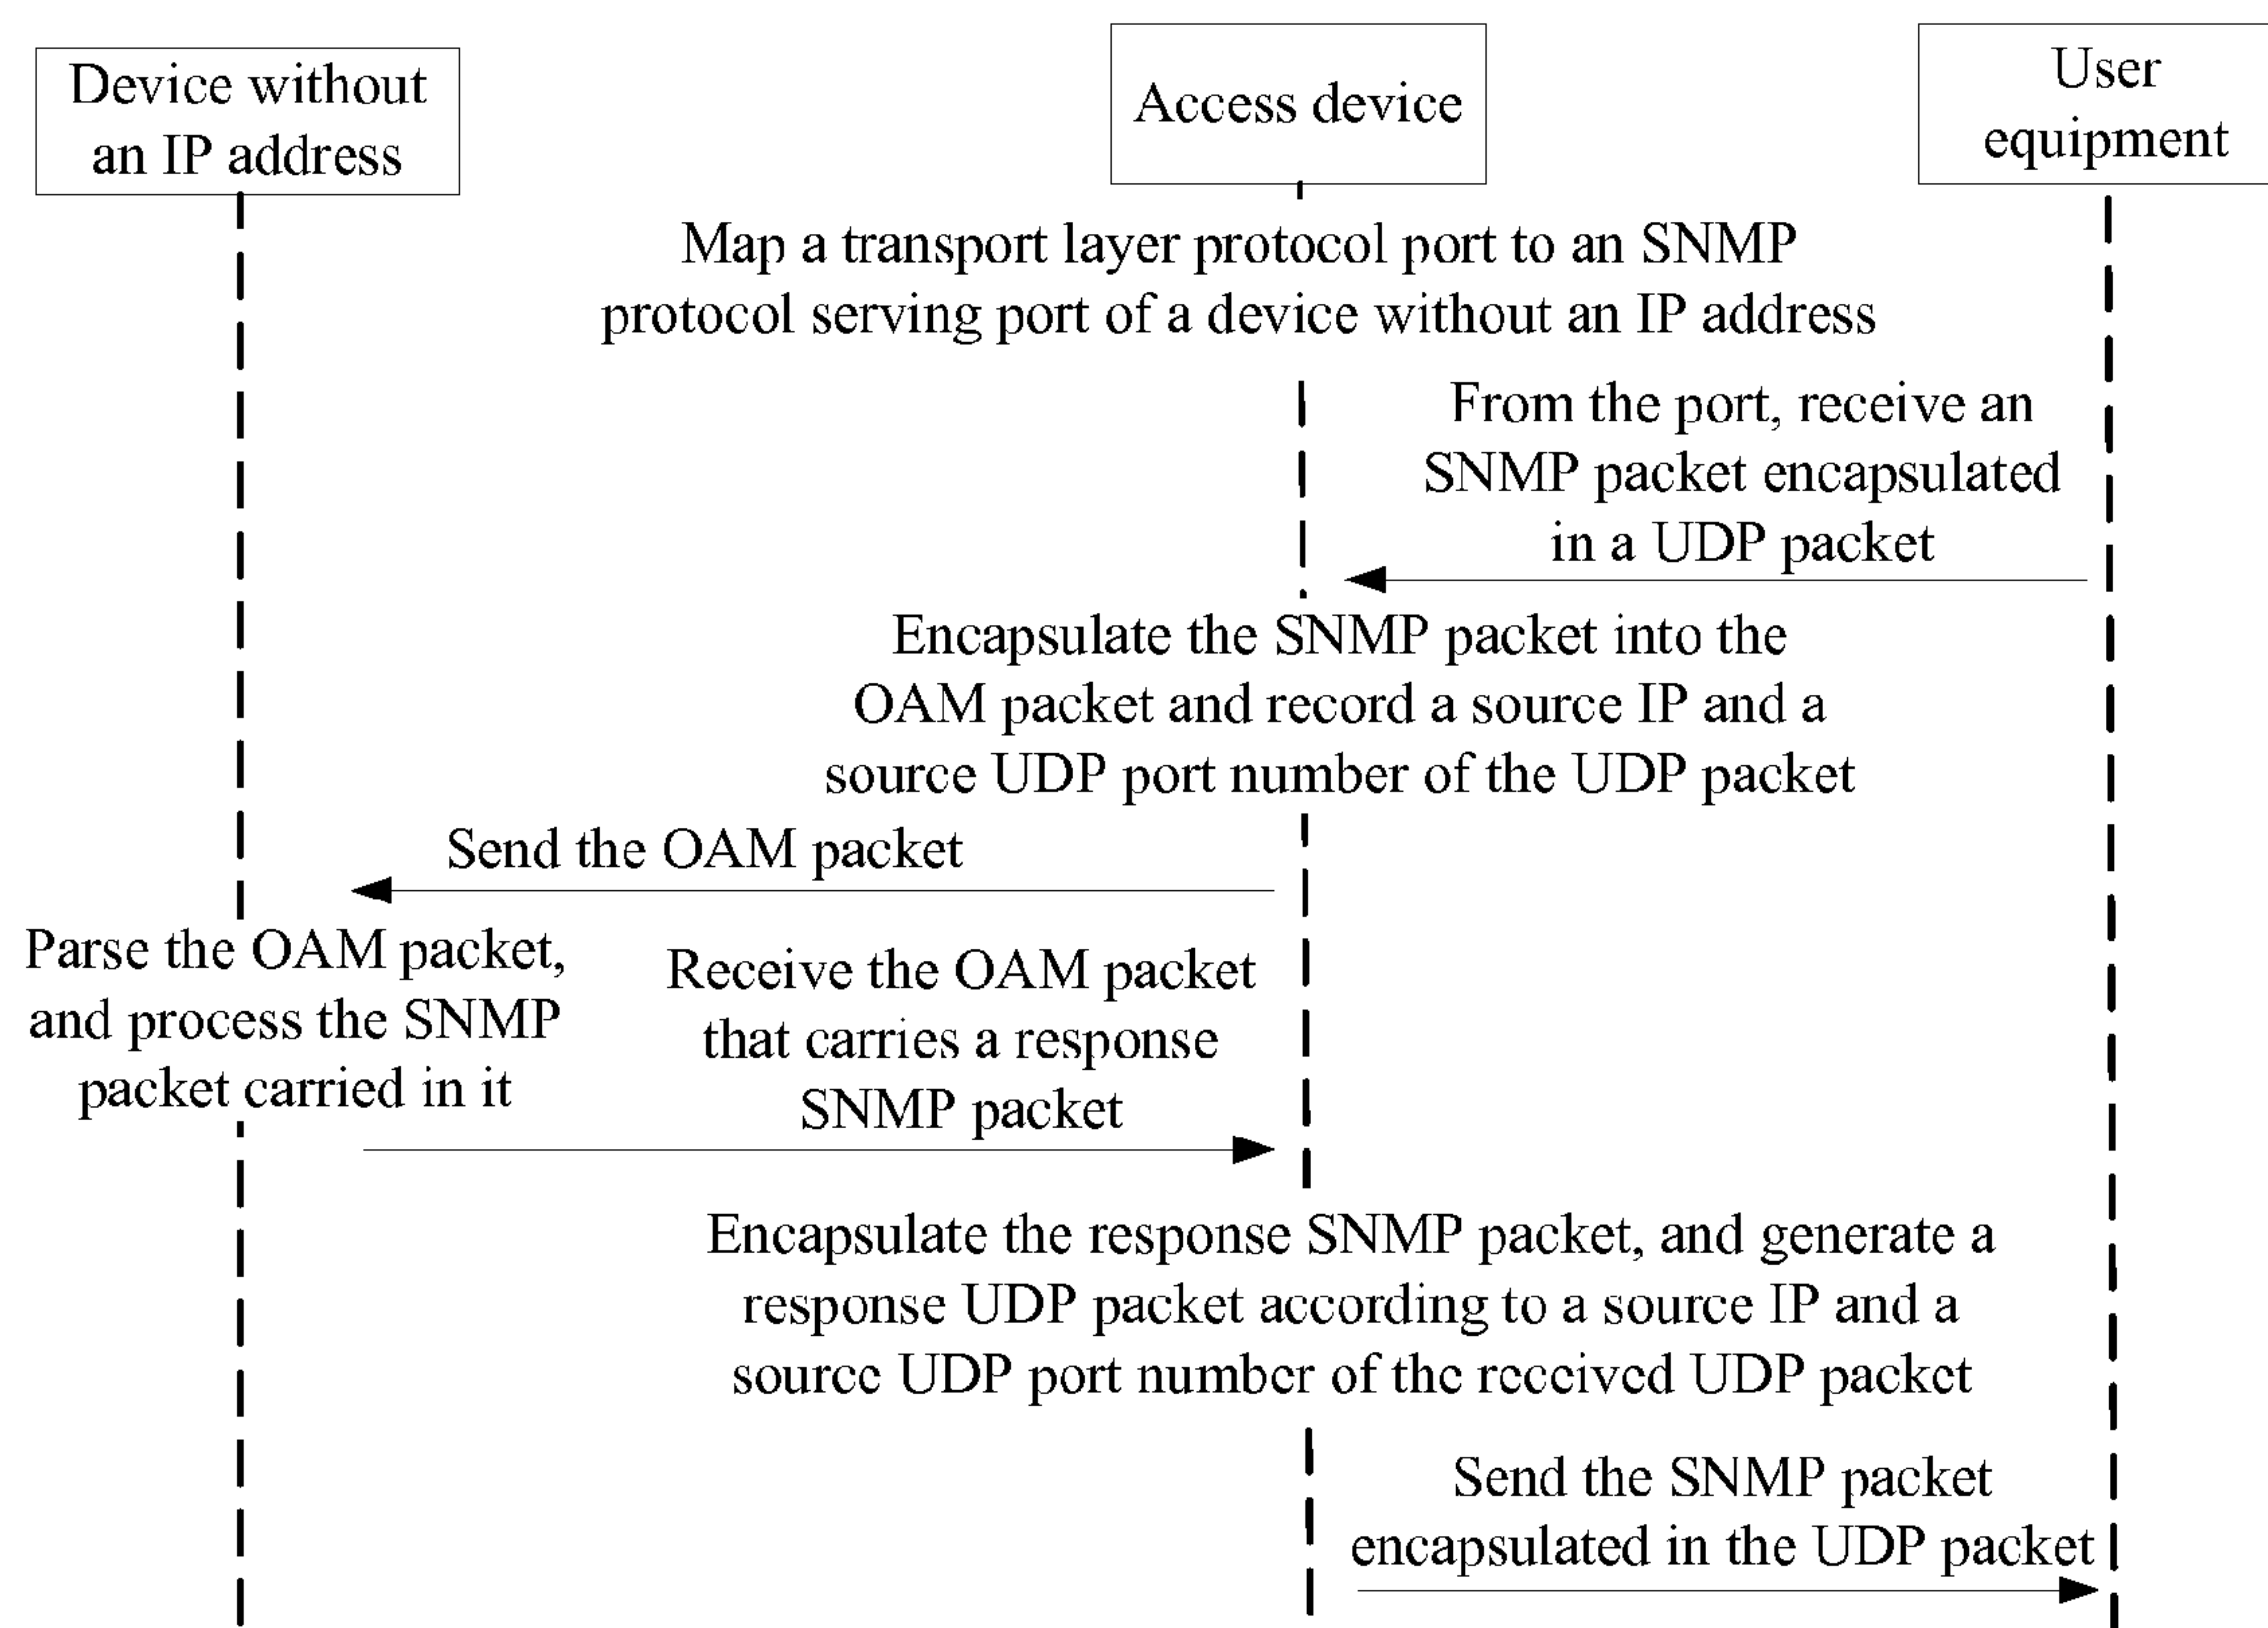 Device without
an IP address
Access device
User
equipment
Map a transport layer protocol port to an SNMP
protocol serving port of a device without an IP address
From the port, receive an
SNMP packet encapsulated
in a UDP packet
Encapsulate the SNMP packet into the
OAM packet and record a source IP and a
source UDP port number of the UDP packet
Send the OAM packet
Parse the OAM packet,
and process the SNMP
packet carried in it
Receive the OAM packet
that carries a response
SNMP packet
Encapsulate the response SNMP packet, and generate a
response UDP packet according to a source IP and a
source UDP port number of the received UDP packet
Send the SNMP packet
encapsulated in the UDP packet